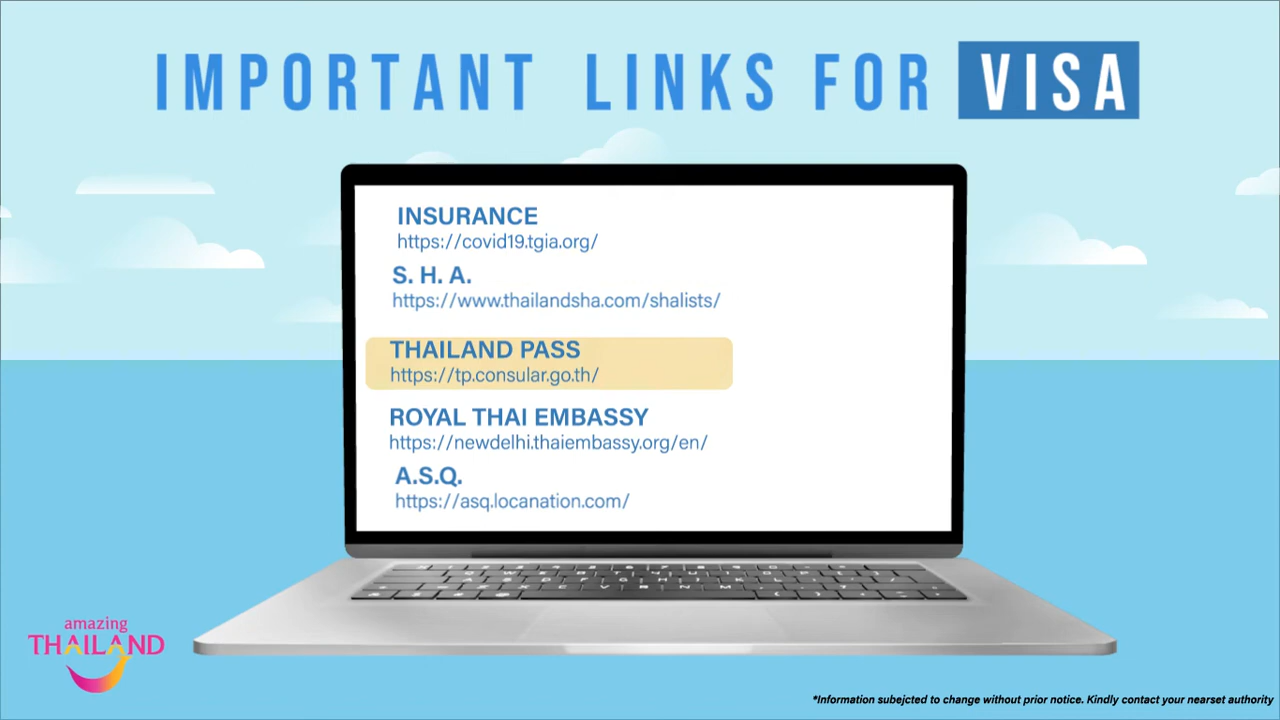 IMPORTANT LINKS FOR VISA
INSURANCE
https://covid19.tgia.org/
S. H. A.
https://www.thailandsha.com/shalists/
THAILAND PASS
https://tp.consular.go.th/
ROYAL THAI EMBASSY
https://newdelhi.thaiembassy.org/en/
A.S.Q.
https://asq.locanation.com/
amazing
THAILAND
*Information subejcted to change without prior notice. Kindly contact your nearset authority